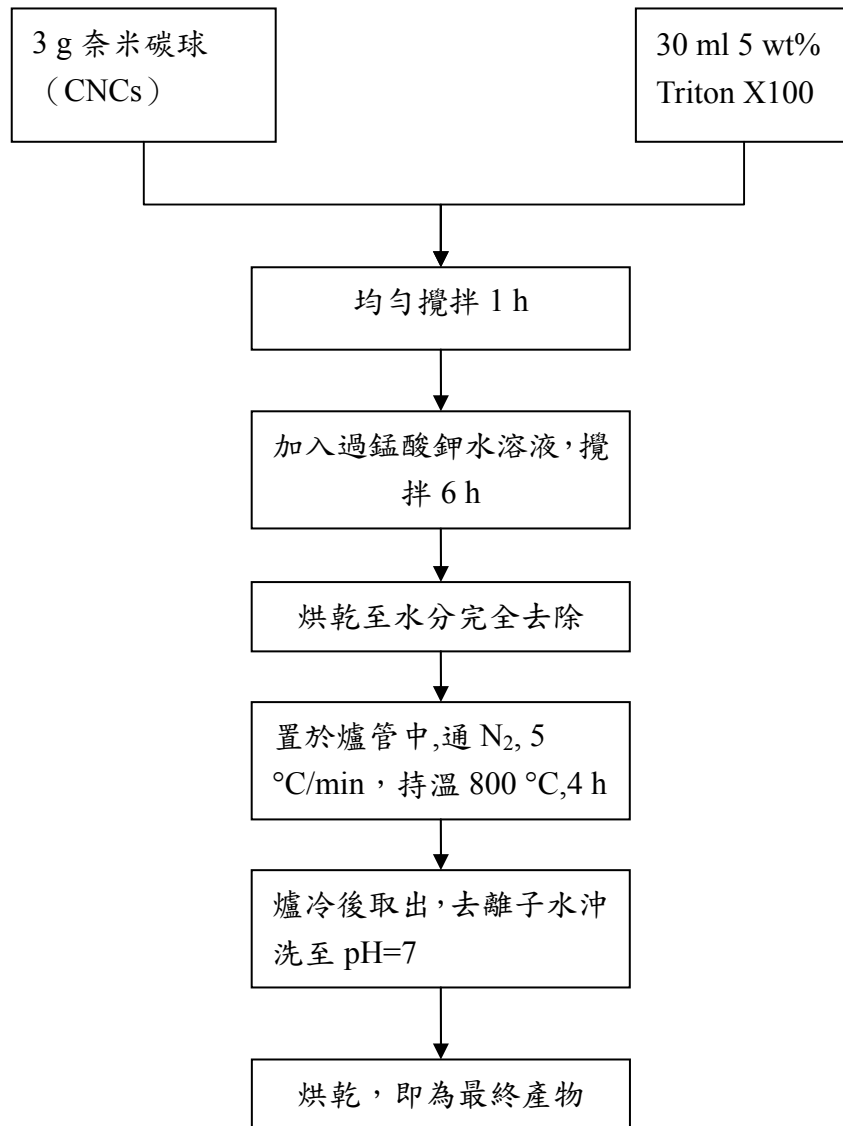 3 g 奈米碳球
（CNCs）
30 ml 5 wt%
Triton X100
均勻攪拌 1 h
加入過錳酸鉀水溶液，攪
拌 6 h
烘乾至水分完全去除
置於爐管中,通 N₂, 5
°C/min，持溫 800 °C,4 h
爐冷後取出，去離子水沖
洗至 pH=7
烘乾，即為最終產物